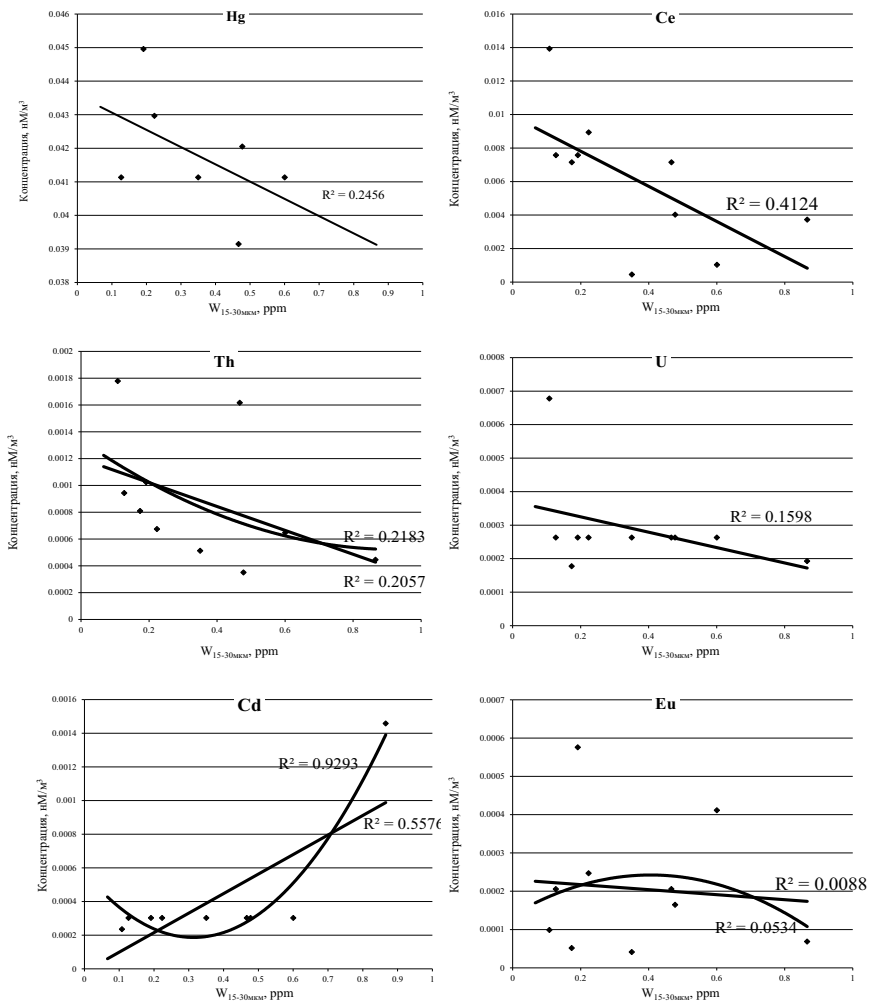 Hg
Концентрация, нМ/м³
0.046
0.045
0.044
0.043
0.042
0.041
0.04
0.039
0.038
R² = 0.2456
0 0.1 0.2 0.3 0.4 0.5 0.6 0.7 0.8 0.9 1
W15-30мкм, ppm
Ce
Концентрация, нМ/м³
0.016
0.014
0.012
0.01
0.008
0.006
0.004
0.002
0
R² = 0.4124
0 0.2 0.4 0.6 0.8 1
W15-30мкм, ppm
Th
Концентрация, нМ/м³
0.002
0.0018
0.0016
0.0014
0.0012
0.001
0.0008
0.0006
0.0004
0.0002
0
R² = 0.2183
R² = 0.2057
0 0.2 0.4 0.6 0.8 1
W15-30мкм, ppm
U
Концентрация, нМ/м³
0.0008
0.0007
0.0006
0.0005
0.0004
0.0003
0.0002
0.0001
0
R² = 0.1598
0 0.2 0.4 0.6 0.8 1
W15-30мкм, ppm
Cd
Концентрация, нМ/м³
0.0016
0.0014
0.0012
0.001
0.0008
0.0006
0.0004
0.0002
0
R² = 0.9293
R² = 0.5576
0 0.1 0.2 0.3 0.4 0.5 0.6 0.7 0.8 0.9 1
W15-30мкм, ppm
Eu
Концентрация, нМ/м³
0.0007
0.0006
0.0005
0.0004
0.0003
0.0002
0.0001
0
R² = 0.0088
R² = 0.0534
0 0.2 0.4 0.6 0.8 1
W15-30мкм, ppm